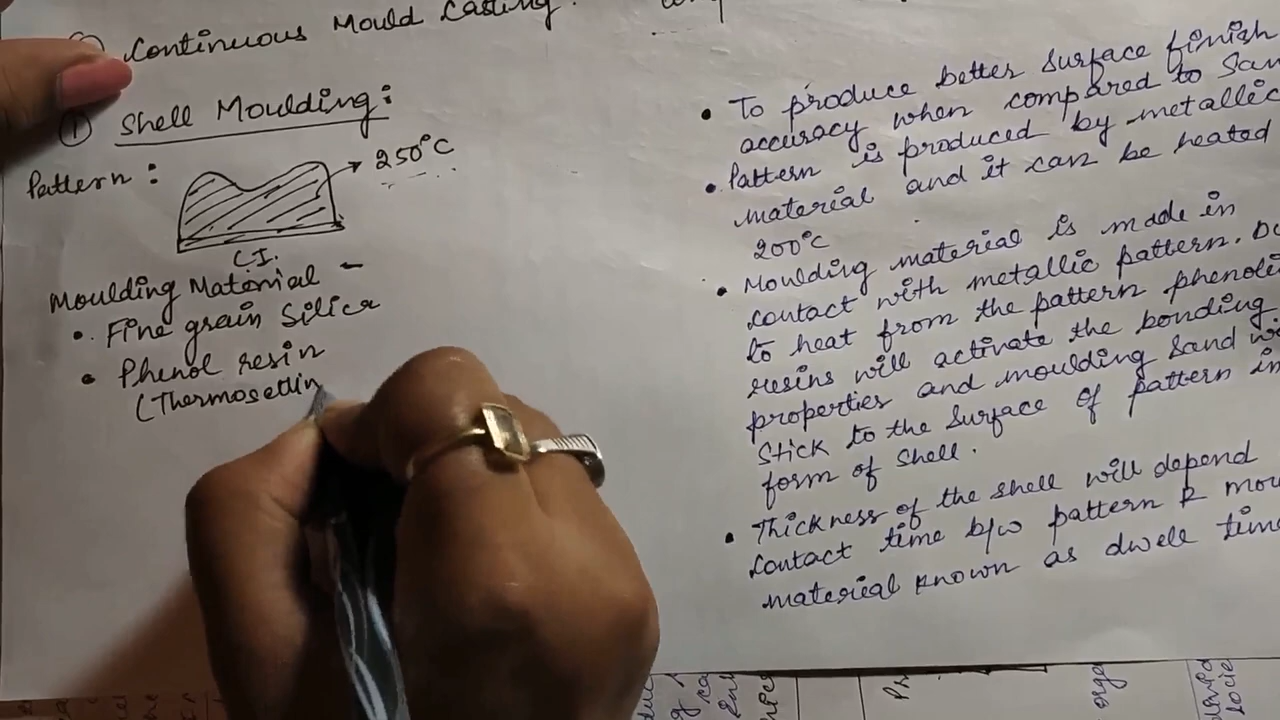 Continuous Mould Casting.
① Shell Moulding:
Pattern:
250°C
C.I.
Moulding Material -
• Fine grain Silica
• Phenol resin
(Thermosettin
• To produce better surface finish
accuracy when compared to San
• Pattern is produced by metallic
material and it can be heated
200°C
• Moulding material is made in
contact with metallic pattern. Du
to heat from the pattern phenoli
resins will activate the bonding
properties and moulding sand wi
stick to the surface of pattern in
form of shell.
• Thickness of the shell will depend
contact time b/w pattern & mou
material known as dwell time